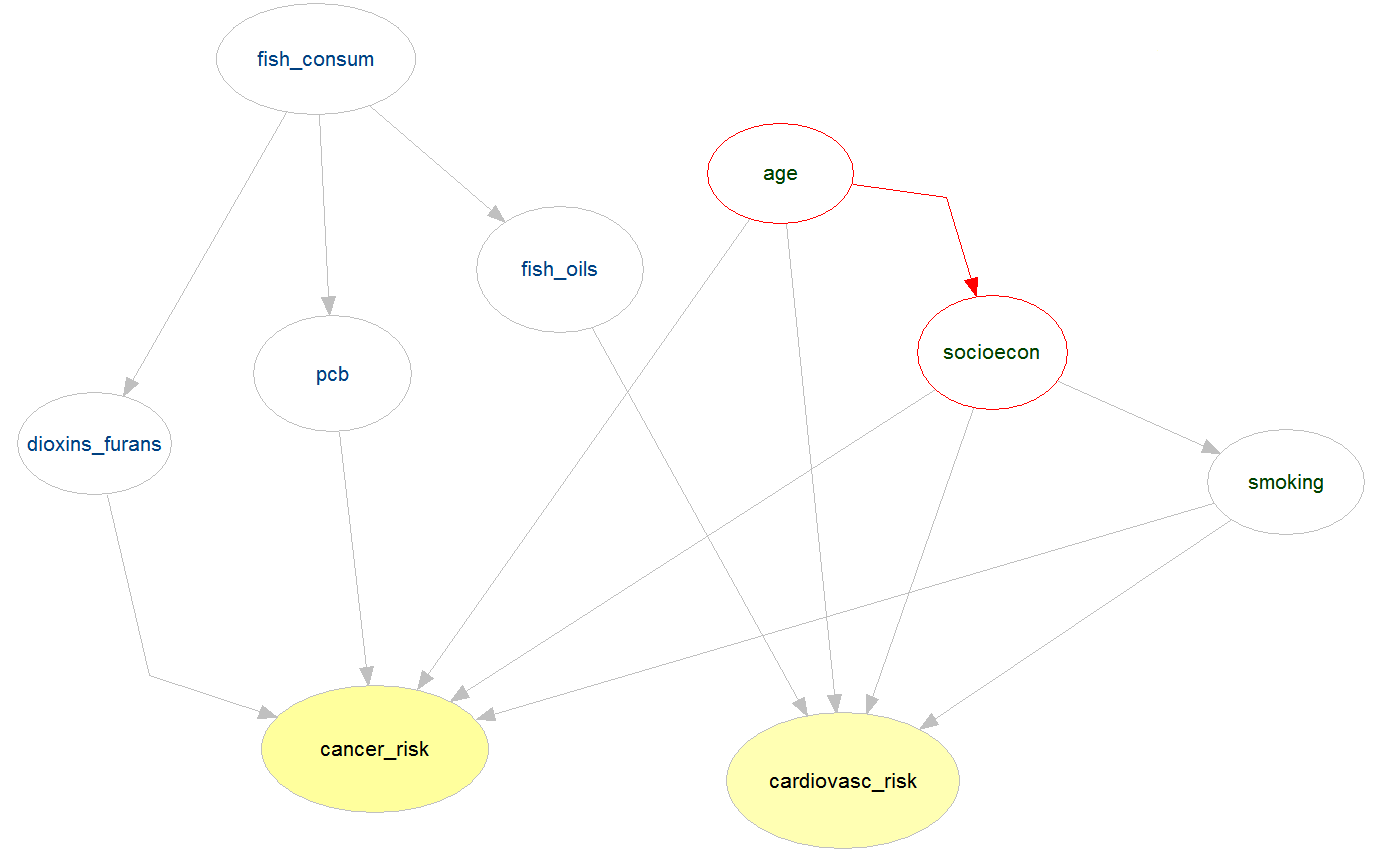 fish_consum
age
fish_oils
socioecon
pcb
dioxins_furans
smoking
cancer_risk
cardiovasc_risk